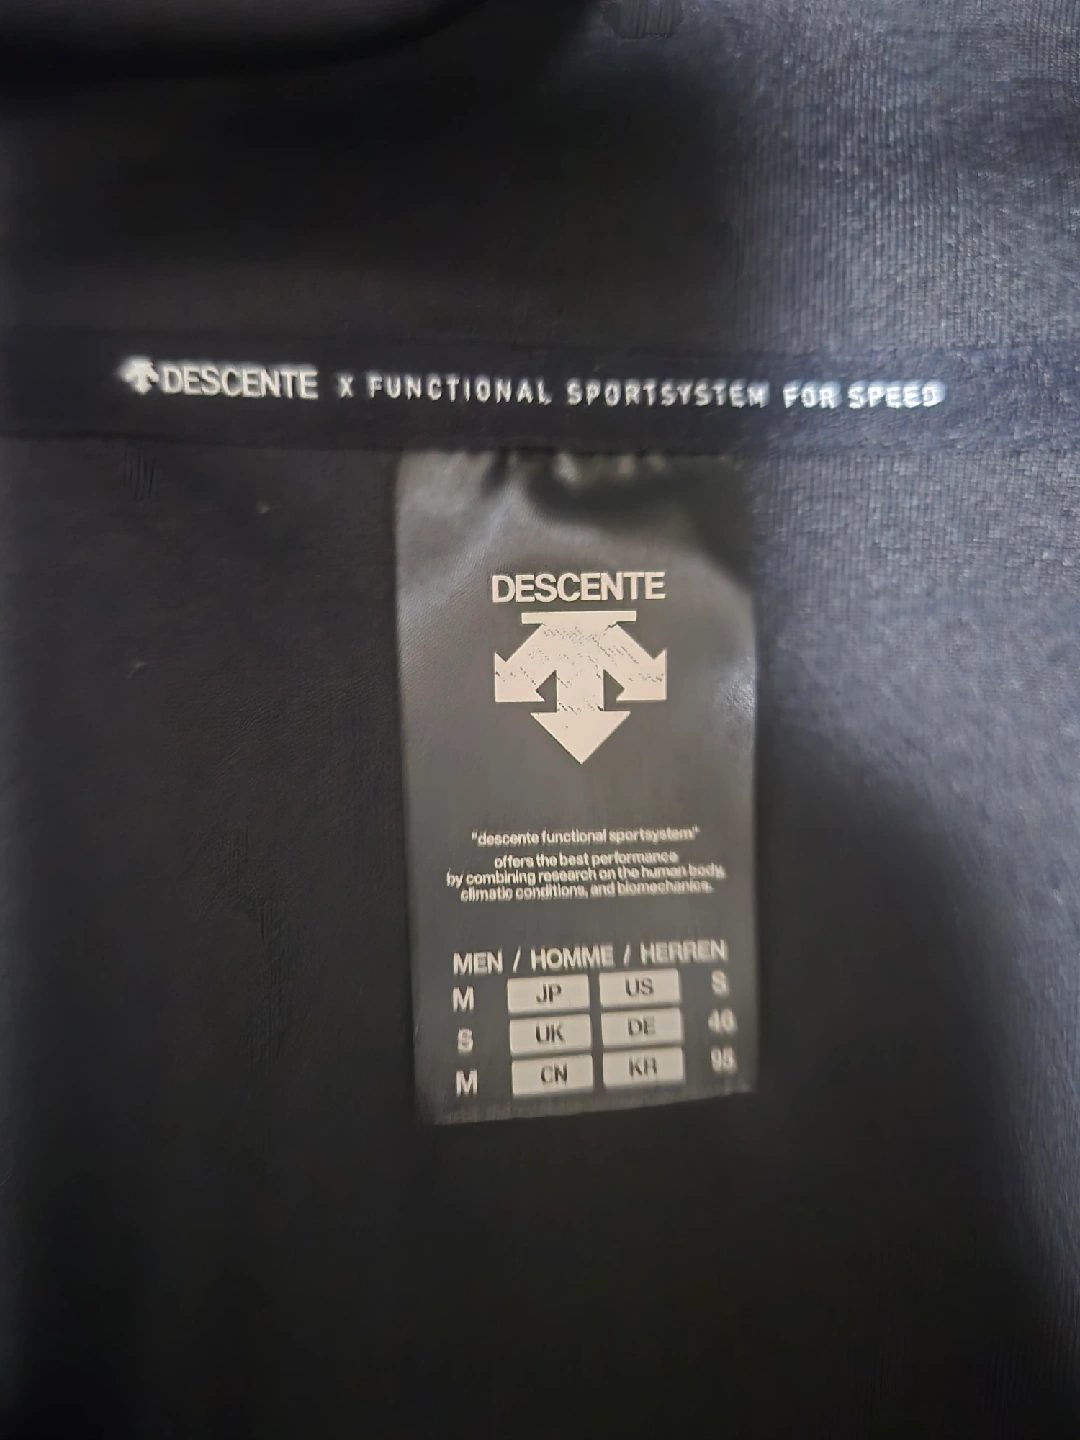 DESCENTE X FUNCTIONAL SPORTSYSTEM FOR SPEED
DESCENTE
"descente functional sportsystem"
offers the best performance
by combining research on the human body,
climatic conditions, and biomechanics.
MEN / HOMME / HERREN
M JP US S
S UK DE 46
M CN KR 95